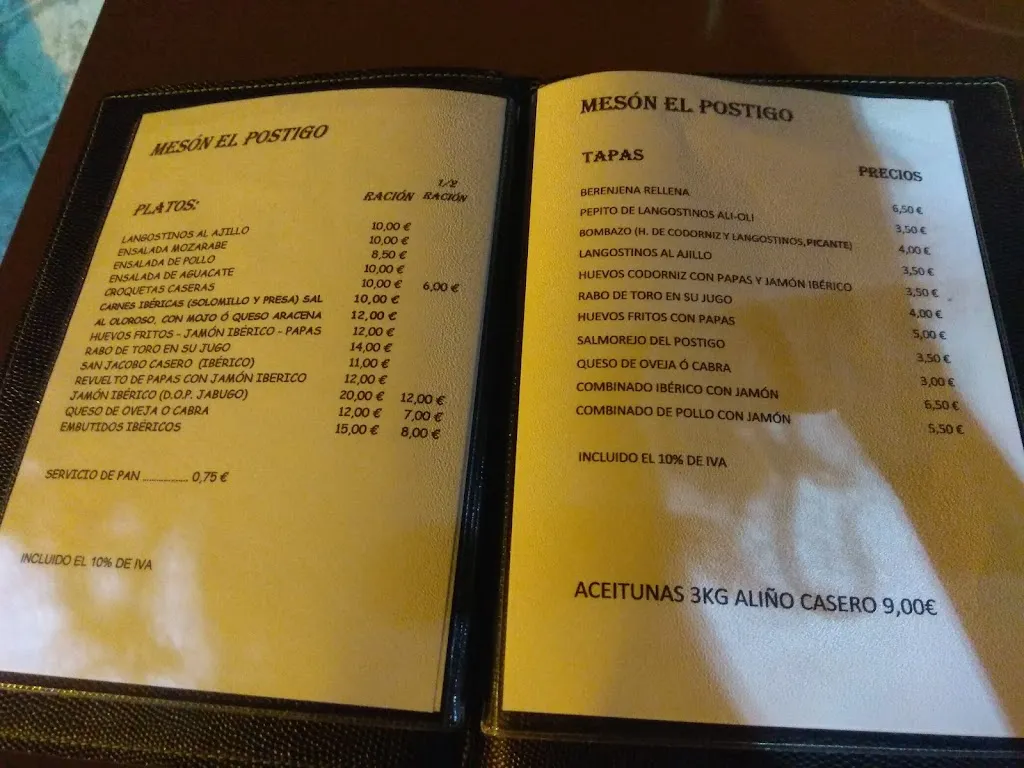 MESÓN EL POSTIGO
PLATOS: RACIÓN 1/2 RACIÓN
LANGOSTINOS AL AJILLO 10,00 €
ENSALADA MOZARABE 10,00 €
ENSALADA DE POLLO 8,50 €
ENSALADA DE AGUACATE 10,00 €
CROQUETAS CASERAS 10,00 € 6,00 €
CARNES IBÉRICAS (SOLOMILLO Y PRESA) SAL 10,00 €
AL OLOROSO, CON MOJO Ó QUESO ARACENA 12,00 €
HUEVOS FRITOS - JAMÓN IBÉRICO - PAPAS 12,00 €
RABO DE TORO EN SU JUGO 14,00 €
SAN JACOBO CASERO (IBÉRICO) 11,00 €
REVUELTO DE PAPAS CON JAMÓN IBERICO 12,00 €
JAMÓN IBÉRICO (D.O.P. JABUGO) 20,00 € 12,00 €
QUESO DE OVEJA O CABRA 12,00 € 7,00 €
EMBUTIDOS IBÉRICOS 15,00 € 8,00 €
SERVICIO DE PAN .................. 0,75 €
INCLUIDO EL 10% DE IVA
MESÓN EL POSTIGO
TAPAS PRECIOS
BERENJENA RELLENA 6,50 €
PEPITO DE LANGOSTINOS ALI-OLI 3,50 €
BOMBAZO (H. DE CODORNIZ Y LANGOSTINOS,PICANTE) 4,00 €
LANGOSTINOS AL AJILLO 3,50 €
HUEVOS CODORNIZ CON PAPAS Y JAMÓN IBÉRICO 3,50 €
RABO DE TORO EN SU JUGO 4,00 €
HUEVOS FRITOS CON PAPAS 5,00 €
SALMOREJO DEL POSTIGO 3,50 €
QUESO DE OVEJA Ó CABRA 3,00 €
COMBINADO IBÉRICO CON JAMÓN 6,50 €
COMBINADO DE POLLO CON JAMÓN 5,50 €
INCLUIDO EL 10% DE IVA
ACEITUNAS 3KG ALIÑO CASERO 9,00€